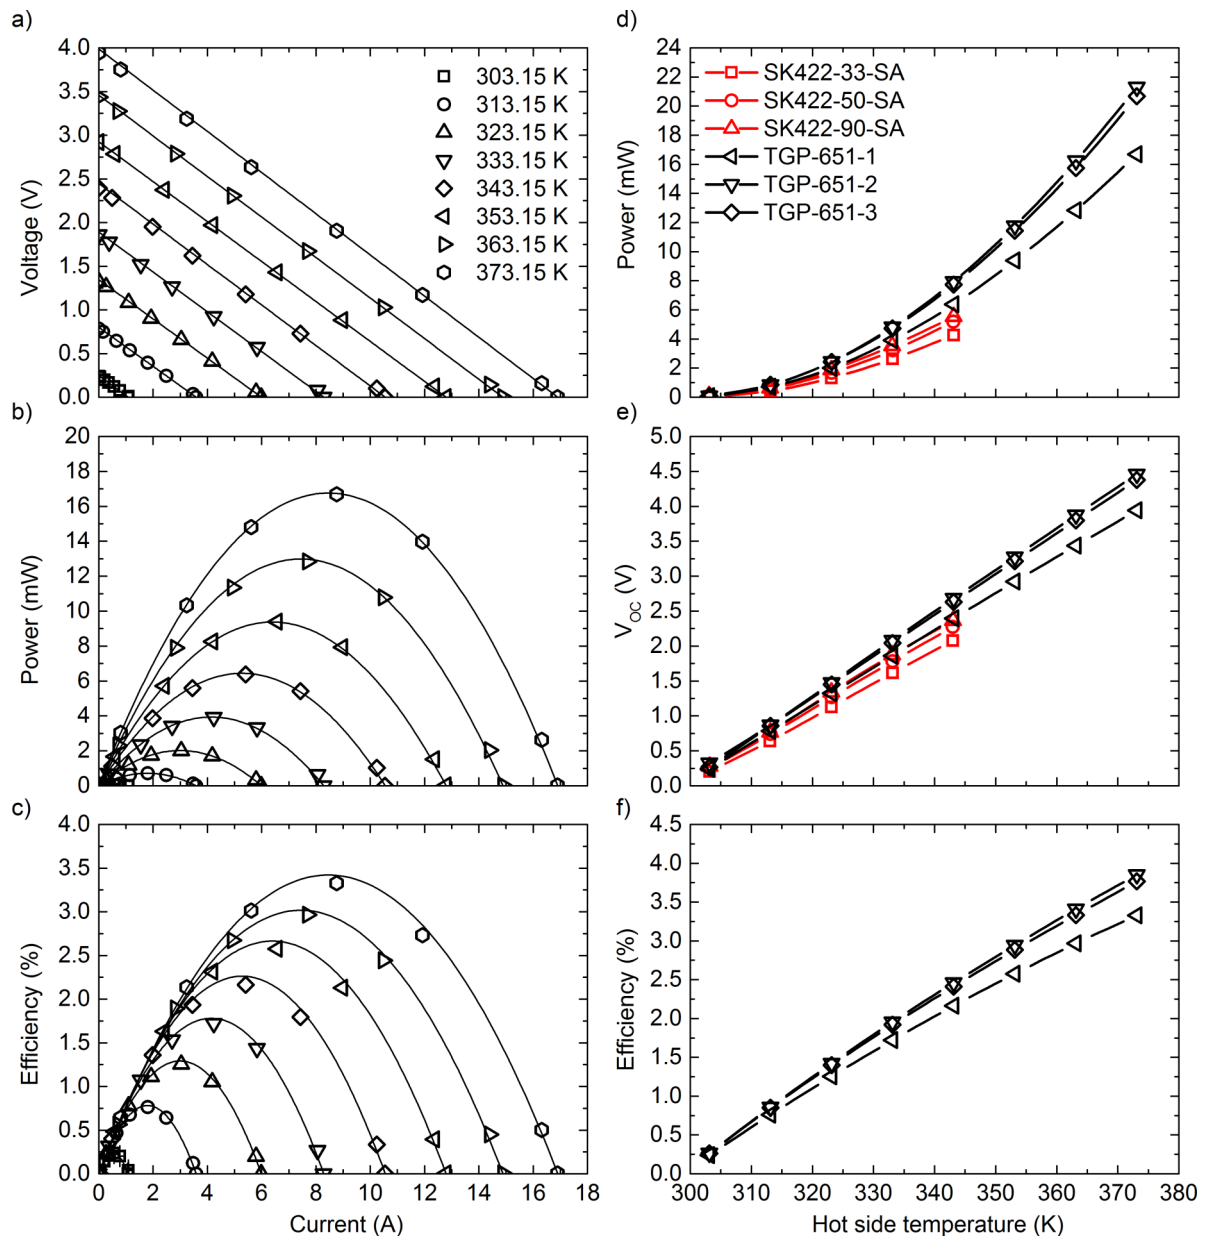 a)
4.0
3.5
3.0
2.5
2.0
1.5
1.0
0.5
0.0
Voltage (V)
303.15 K
313.15 K
323.15 K
333.15 K
343.15 K
353.15 K
363.15 K
373.15 K
b)
20
18
16
14
12
10
8
6
4
2
0
Power (mW)
c)
4.0
3.5
3.0
2.5
2.0
1.5
1.0
0.5
0.0
Efficiency (%)
0 2 4 6 8 10 12 14 16 18
Current (A)
d)
24
22
20
18
16
14
12
10
8
6
4
2
0
Power (mW)
SK422-33-SA
SK422-50-SA
SK422-90-SA
TGP-651-1
TGP-651-2
TGP-651-3
e)
5.0
4.5
4.0
3.5
3.0
2.5
2.0
1.5
1.0
0.5
0.0
VOC (V)
f)
4.5
4.0
3.5
3.0
2.5
2.0
1.5
1.0
0.5
0.0
Efficiency (%)
300 310 320 330 340 350 360 370 380
Hot side temperature (K)